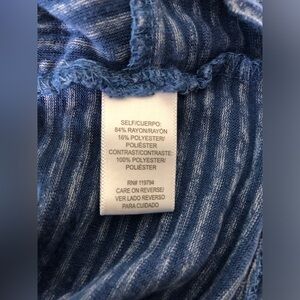 SELF/CUERPO:
84% RAYON/RAYÓN
16% POLYESTER/
POLIÉSTER
CONTRAST/CONTRASTE:
100% POLYESTER/
POLIÉSTER
RN# 119794
CARE ON REVERSE/
VER LADO REVERSO
PARA CUIDADO